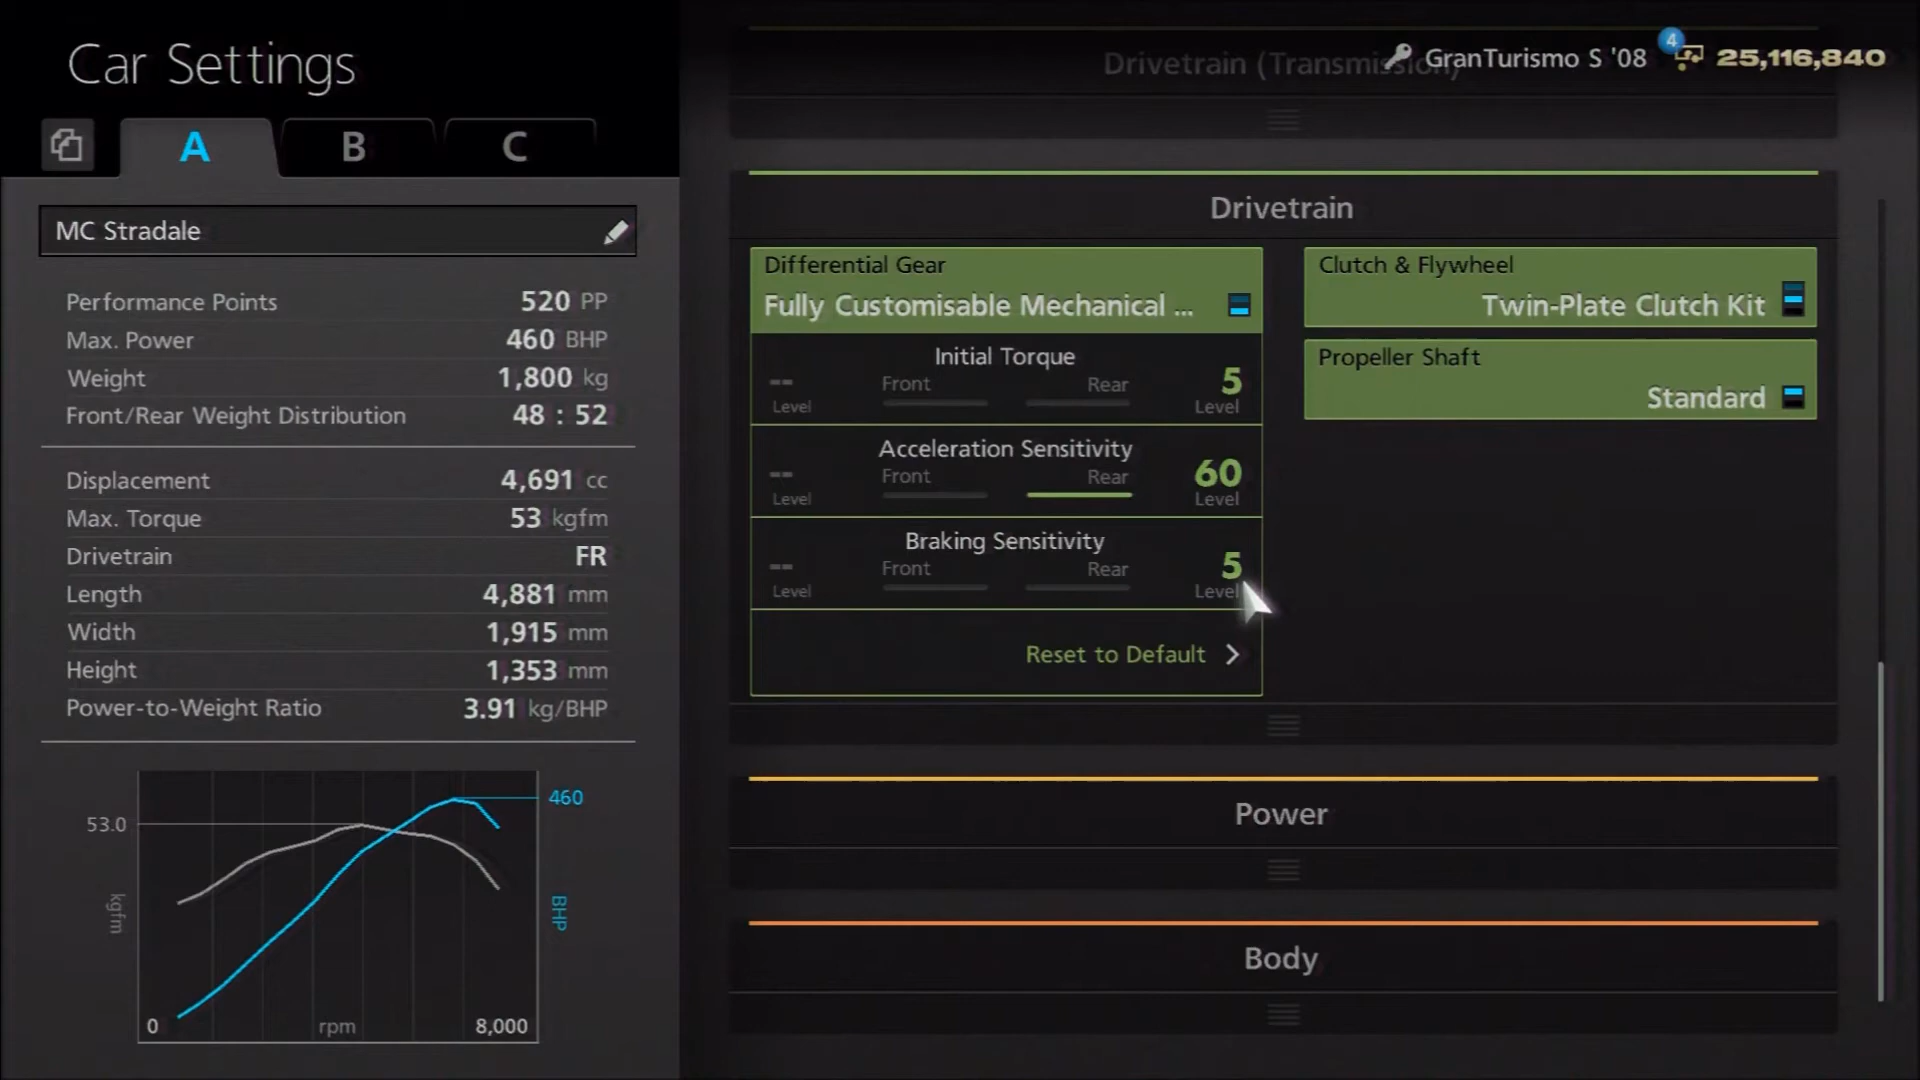 Car Settings
Drivetrain (Transmission)
GranTurismo S '08
4
25,116,840
A
B
C
MC Stradale
Performance Points 520 PP
Max. Power 460 BHP
Weight 1,800 kg
Front/Rear Weight Distribution 48 : 52
Displacement 4,691 cc
Max. Torque 53 kgfm
Drivetrain FR
Length 4,881 mm
Width 1,915 mm
Height 1,353 mm
Power-to-Weight Ratio 3.91 kg/BHP
460
53.0
kgfm
BHP
0 rpm 8,000
Drivetrain
Differential Gear
Fully Customisable Mechanical ...
Initial Torque
-- Front Rear 5
Level Level
Acceleration Sensitivity
-- Front Rear 60
Level Level
Braking Sensitivity
-- Front Rear 5
Level Level
Reset to Default
Clutch & Flywheel
Twin-Plate Clutch Kit
Propeller Shaft
Standard
Power
Body